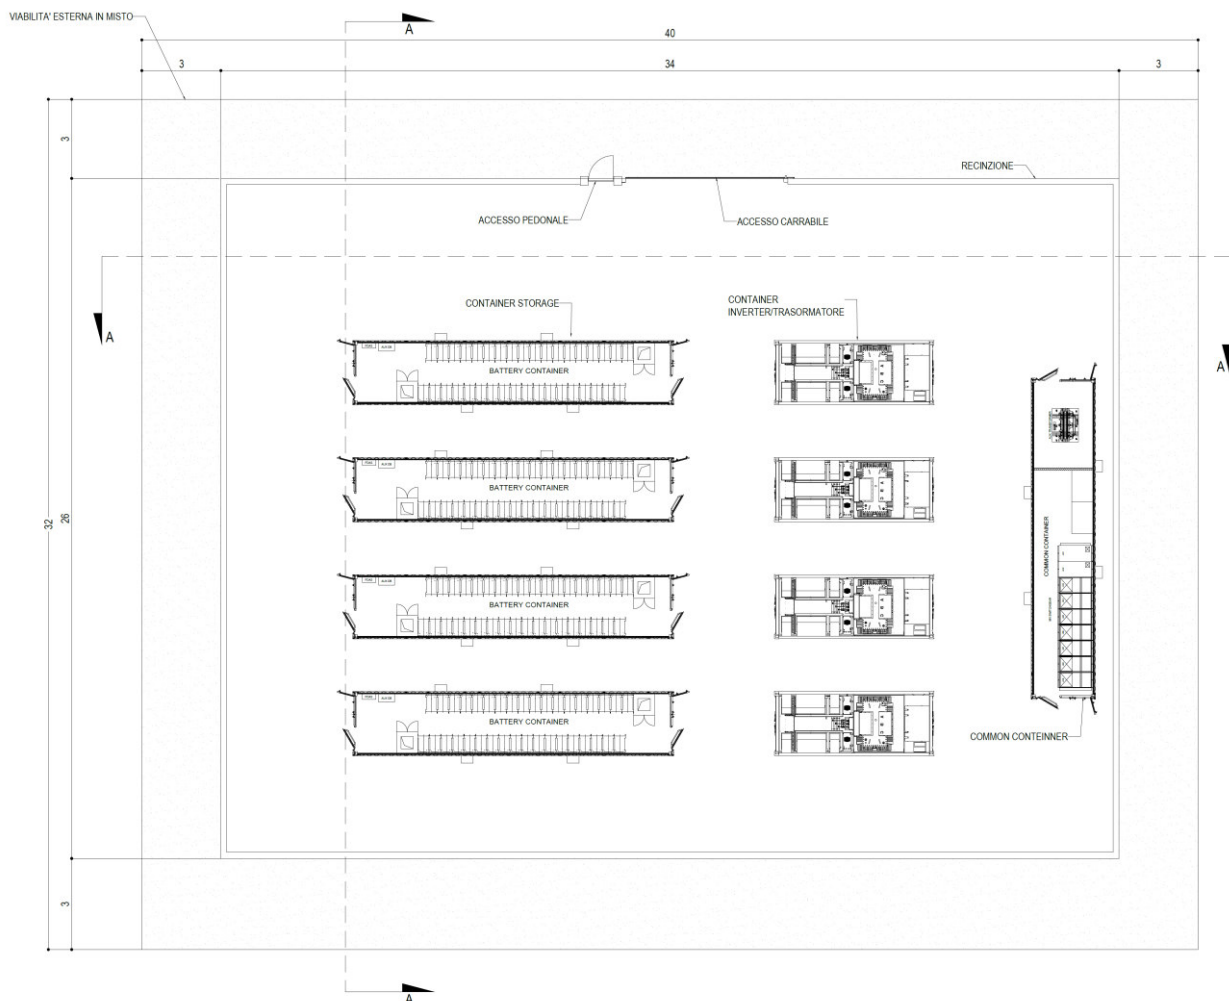 VIABILITA' ESTERNA IN MISTO
A
40
3
34
3
3
RECINZIONE
ACCESSO PEDONALE
ACCESSO CARRABILE
CONTAINER STORAGE
CONTAINER
INVERTER/TRASORMATORE
A
A
BATTERY CONTAINER
BATTERY CONTAINER
32
26
COMMON CONTAINER
BATTERY CONTAINER
BATTERY CONTAINER
COMMON CONTEINNER
3
A